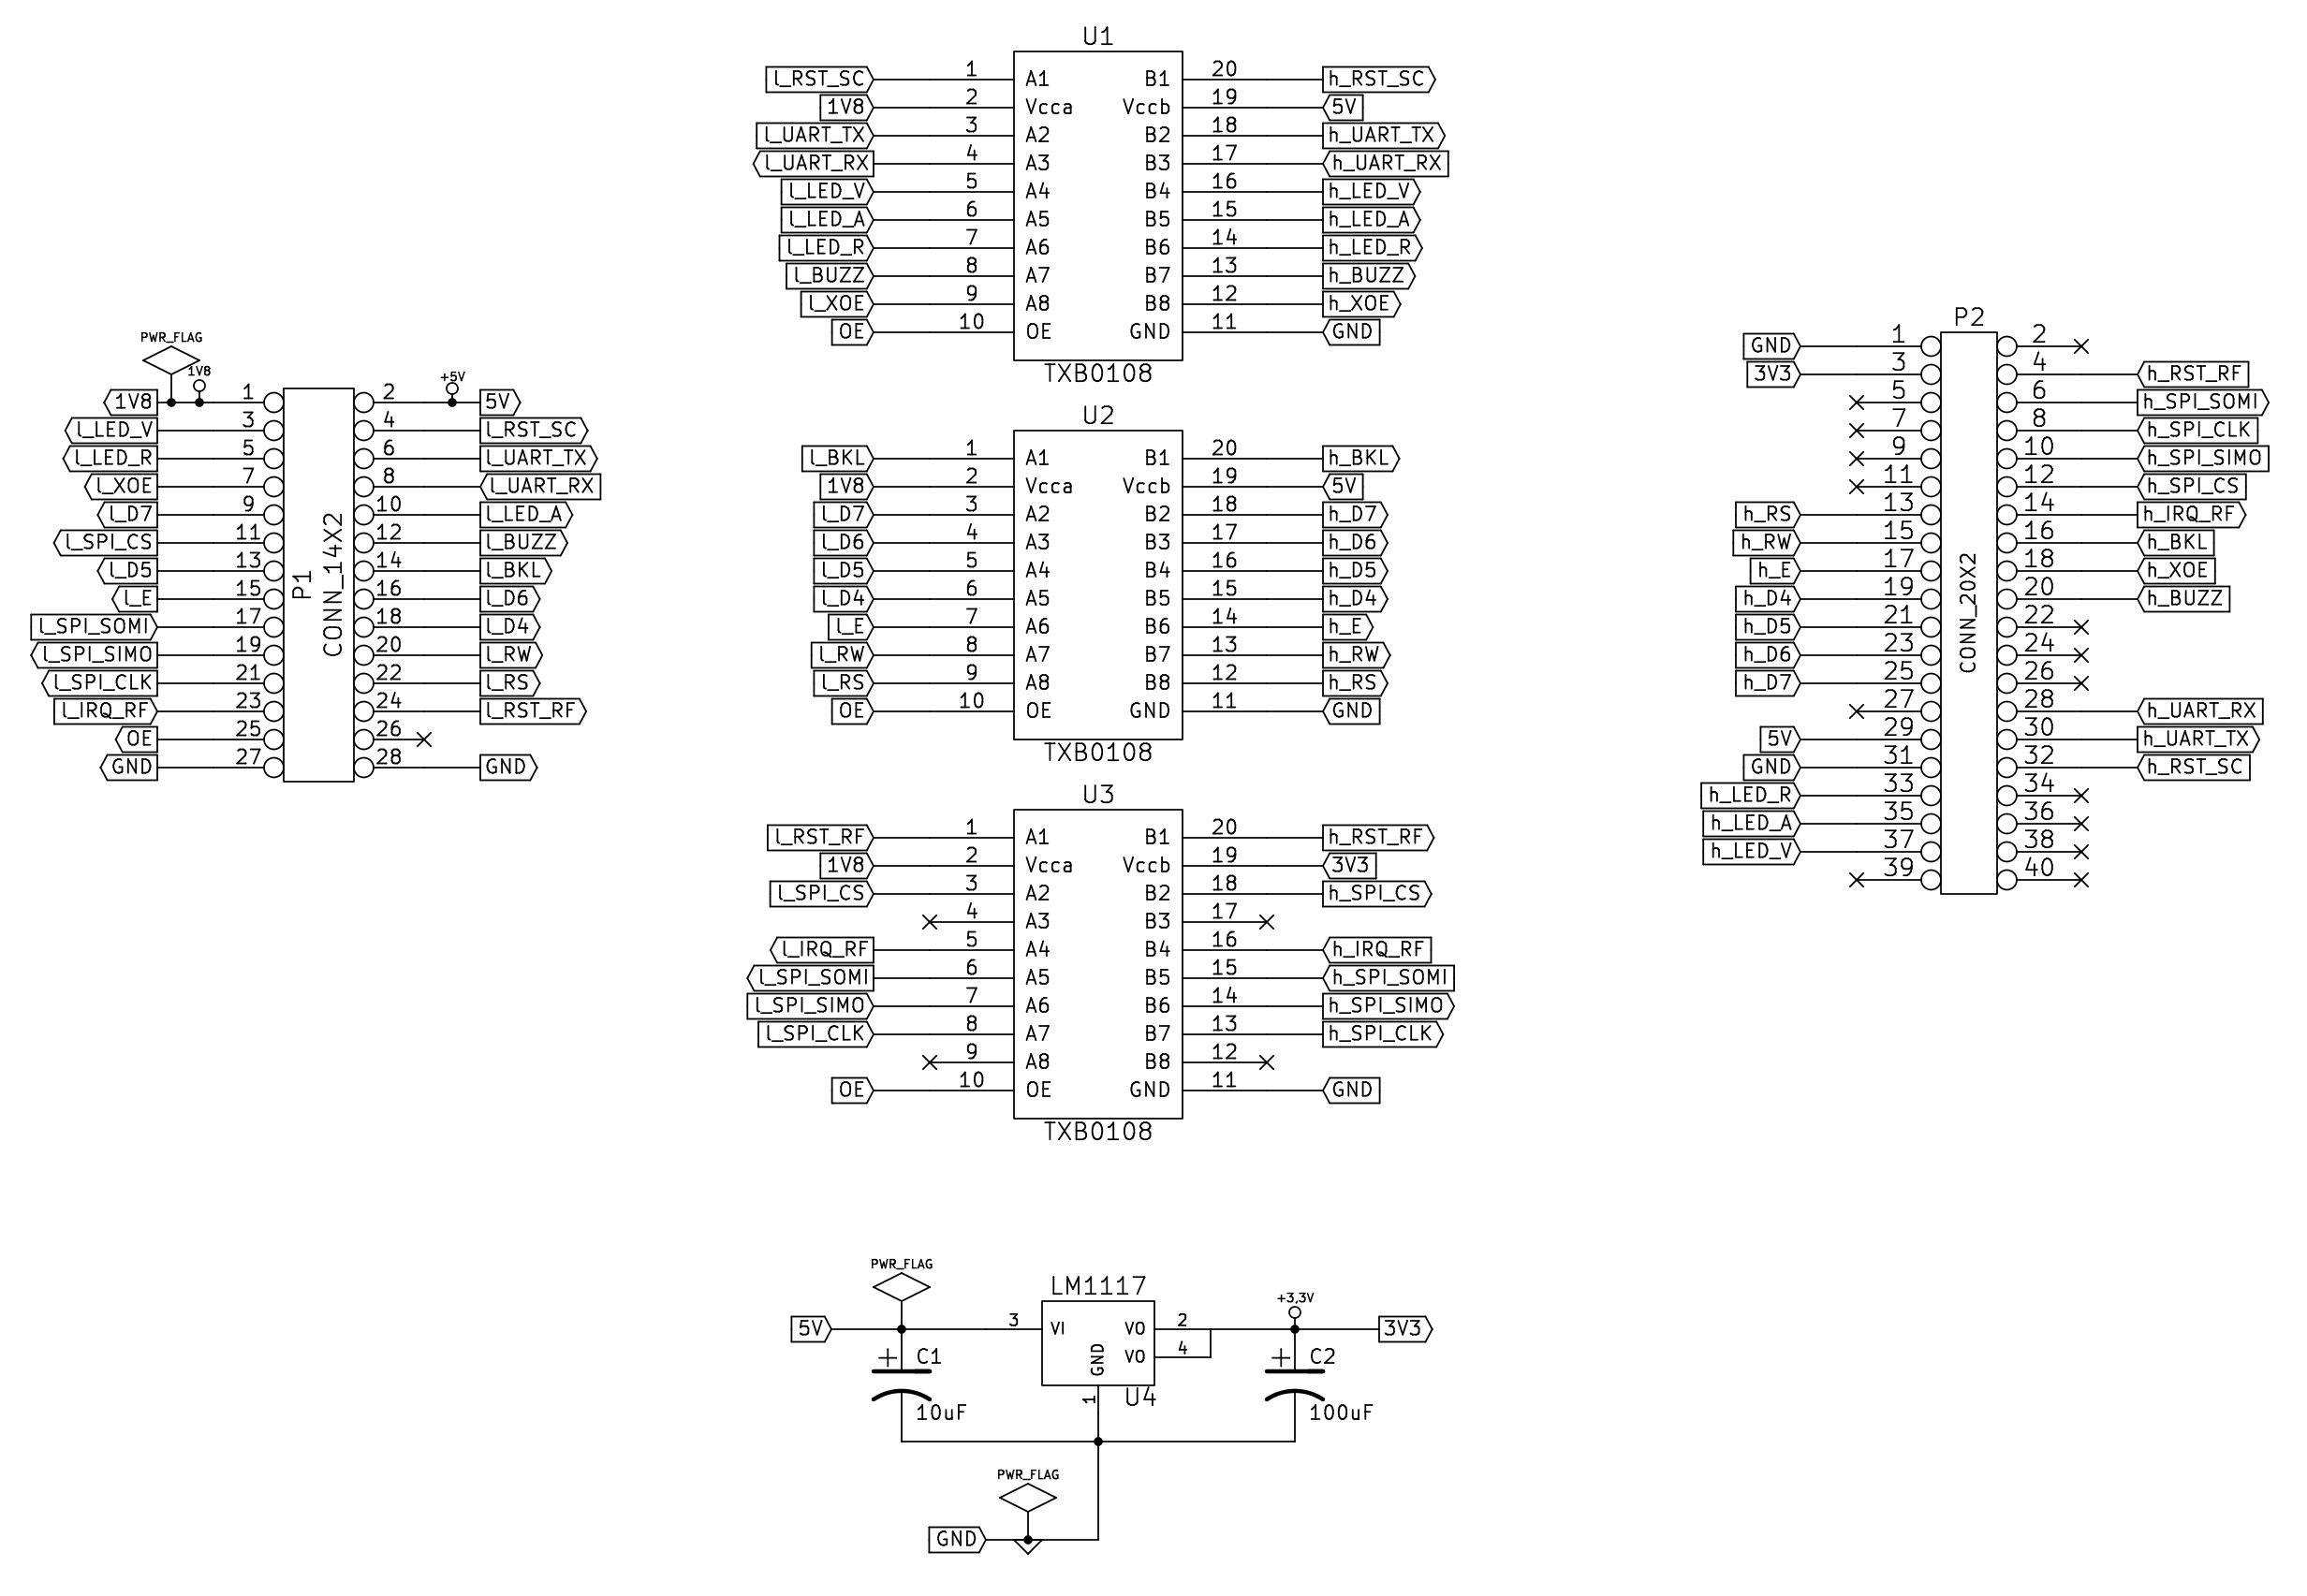 U1
l_RST_SC 1 A1 B1 20 h_RST_SC
1V8 2 Vcca Vccb 19 5V
l_UART_TX 3 A2 B2 18 h_UART_TX
l_UART_RX 4 A3 B3 17 h_UART_RX
l_LED_V 5 A4 B4 16 h_LED_V
l_LED_A 6 A5 B5 15 h_LED_A
l_LED_R 7 A6 B6 14 h_LED_R
l_BUZZ 8 A7 B7 13 h_BUZZ
l_XOE 9 A8 B8 12 h_XOE
OE 10 OE GND 11 GND
TXB0108
PWR_FLAG
1V8
+5V
1V8 1 2 5V
l_LED_V 3 4 l_RST_SC
l_LED_R 5 6 l_UART_TX
l_XOE 7 8 l_UART_RX
l_D7 9 10 l_LED_A
l_SPI_CS 11 12 l_BUZZ
l_D5 13 14 l_BKL
l_E 15 16 l_D6
l_SPI_SOMI 17 18 l_D4
l_SPI_SIMO 19 20 l_RW
l_SPI_CLK 21 22 l_RS
l_IRQ_RF 23 24 l_RST_RF
OE 25 26
GND 27 28 GND
P1
CONN_14X2
U2
l_BKL 1 A1 B1 20 h_BKL
1V8 2 Vcca Vccb 19 5V
l_D7 3 A2 B2 18 h_D7
l_D6 4 A3 B3 17 h_D6
l_D5 5 A4 B4 16 h_D5
l_D4 6 A5 B5 15 h_D4
l_E 7 A6 B6 14 h_E
l_RW 8 A7 B7 13 h_RW
l_RS 9 A8 B8 12 h_RS
OE 10 OE GND 11 GND
TXB0108
U3
l_RST_RF 1 A1 B1 20 h_RST_RF
1V8 2 Vcca Vccb 19 3V3
l_SPI_CS 3 A2 B2 18 h_SPI_CS
4 A3 B3 17
l_IRQ_RF 5 A4 B4 16 h_IRQ_RF
l_SPI_SOMI 6 A5 B5 15 h_SPI_SOMI
l_SPI_SIMO 7 A6 B6 14 h_SPI_SIMO
l_SPI_CLK 8 A7 B7 13 h_SPI_CLK
9 A8 B8 12
OE 10 OE GND 11 GND
TXB0108
P2
GND 1 2
3V3 3 4 h_RST_RF
5 6 h_SPI_SOMI
7 8 h_SPI_CLK
9 10 h_SPI_SIMO
11 12 h_SPI_CS
h_RS 13 14 h_IRQ_RF
h_RW 15 16 h_BKL
h_E 17 18 h_XOE
h_D4 19 20 h_BUZZ
h_D5 21 22
h_D6 23 24
h_D7 25 26
27 28 h_UART_RX
5V 29 30 h_UART_TX
GND 31 32 h_RST_SC
h_LED_R 33 34
h_LED_A 35 36
h_LED_V 37 38
39 40
CONN_20X2
PWR_FLAG
LM1117
+3,3V
5V 3 VI VO 2 3V3
C1 GND VO 4 C2
1 U4
10uF 100uF
PWR_FLAG
GND